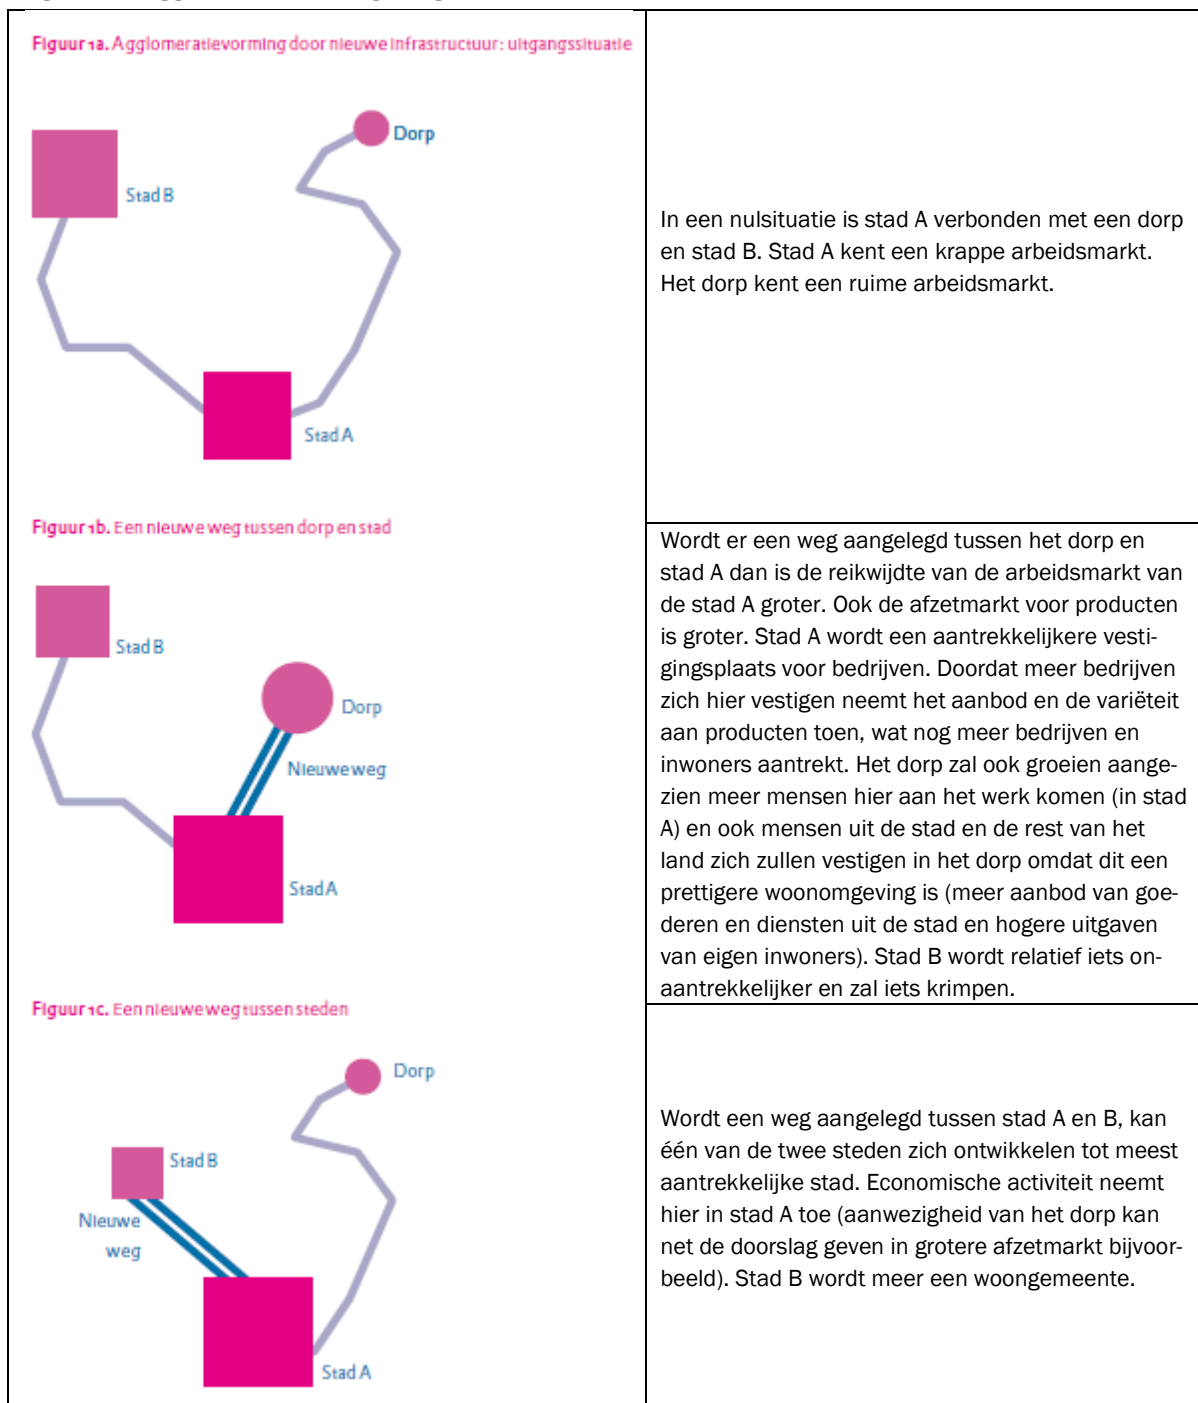 Figuur 1a. Agglomeratievorming door nieuwe infrastructuur: uitgangssituatie
Dorp
Stad B
Stad A
In een nulsituatie is stad A verbonden met een dorp
en stad B. Stad A kent een krappe arbeidsmarkt.
Het dorp kent een ruime arbeidsmarkt.
Figuur 1b. Een nieuwe weg tussen dorp en stad
Stad B
Dorp
Nieuwe weg
Stad A
Wordt er een weg aangelegd tussen het dorp en
stad A dan is de reikwijdte van de arbeidsmarkt van
de stad A groter. Ook de afzetmarkt voor producten
is groter. Stad A wordt een aantrekkelijkere vesti-
gingsplaats voor bedrijven. Doordat meer bedrijven
zich hier vestigen neemt het aanbod en de variëteit
aan producten toen, wat nog meer bedrijven en
inwoners aantrekt. Het dorp zal ook groeien aange-
zien meer mensen hier aan het werk komen (in stad
A) en ook mensen uit de stad en de rest van het
land zich zullen vestigen in het dorp omdat dit een
prettigere woonomgeving is (meer aanbod van goe-
deren en diensten uit de stad en hogere uitgaven
van eigen inwoners). Stad B wordt relatief iets on-
aantrekkelijker en zal iets krimpen.
Figuur 1c. Een nieuwe weg tussen steden
Dorp
Stad B
Nieuwe
weg
Stad A
Wordt een weg aangelegd tussen stad A en B, kan
één van de twee steden zich ontwikkelen tot meest
aantrekkelijke stad. Economische activiteit neemt
hier in stad A toe (aanwezigheid van het dorp kan
net de doorslag geven in grotere afzetmarkt bijvoor-
beeld). Stad B wordt meer een woongemeente.